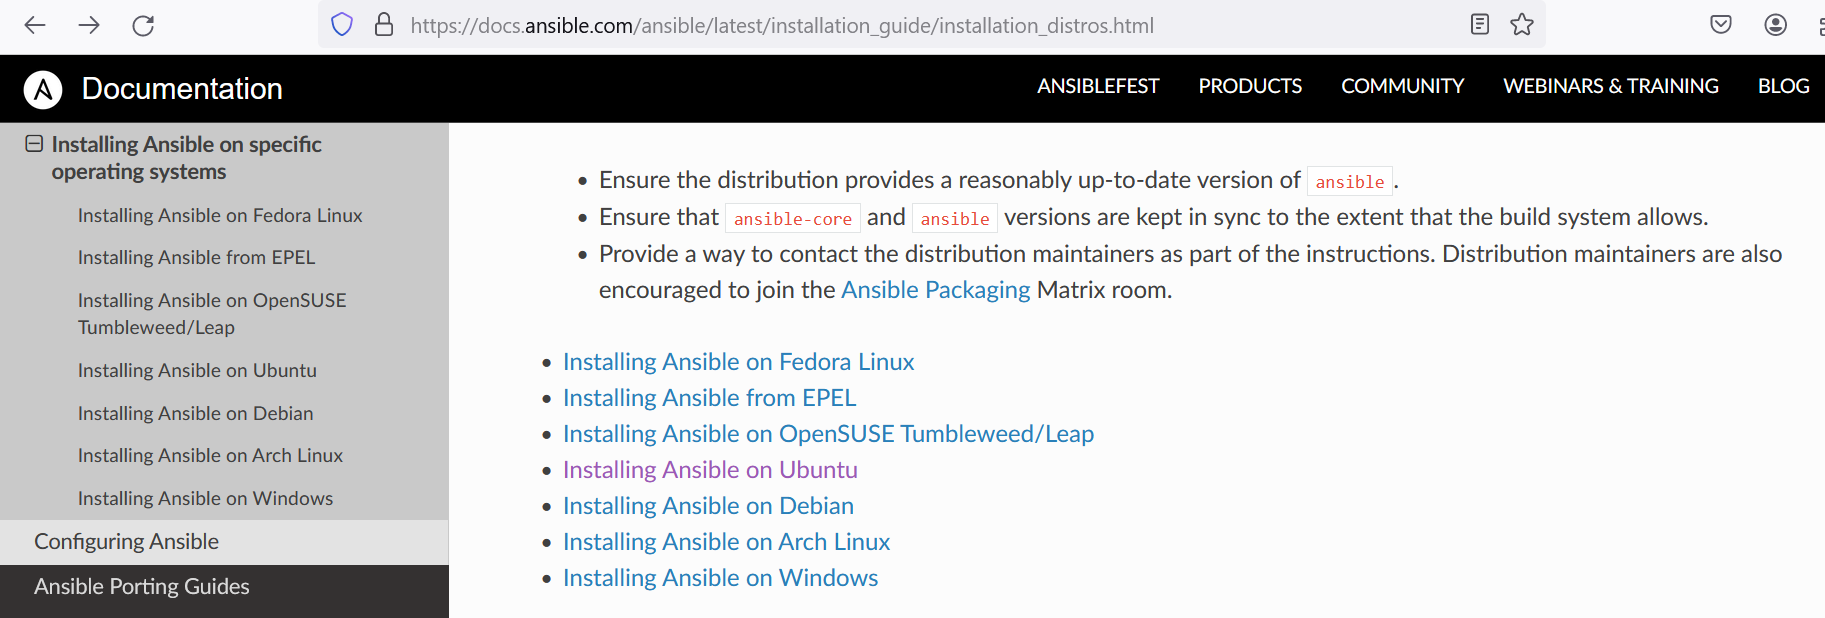 https://docs.ansible.com/ansible/latest/installation_guide/installation_distros.html
Documentation
ANSIBLEFEST PRODUCTS COMMUNITY WEBINARS & TRAINING BLOG
Installing Ansible on specific
operating systems
Installing Ansible on Fedora Linux
Installing Ansible from EPEL
Installing Ansible on OpenSUSE
Tumbleweed/Leap
Installing Ansible on Ubuntu
Installing Ansible on Debian
Installing Ansible on Arch Linux
Installing Ansible on Windows
Configuring Ansible
Ansible Porting Guides
• Ensure the distribution provides a reasonably up-to-date version of ansible.
• Ensure that ansible-core and ansible versions are kept in sync to the extent that the build system allows.
• Provide a way to contact the distribution maintainers as part of the instructions. Distribution maintainers are also
encouraged to join the Ansible Packaging Matrix room.
• Installing Ansible on Fedora Linux
• Installing Ansible from EPEL
• Installing Ansible on OpenSUSE Tumbleweed/Leap
• Installing Ansible on Ubuntu
• Installing Ansible on Debian
• Installing Ansible on Arch Linux
• Installing Ansible on Windows